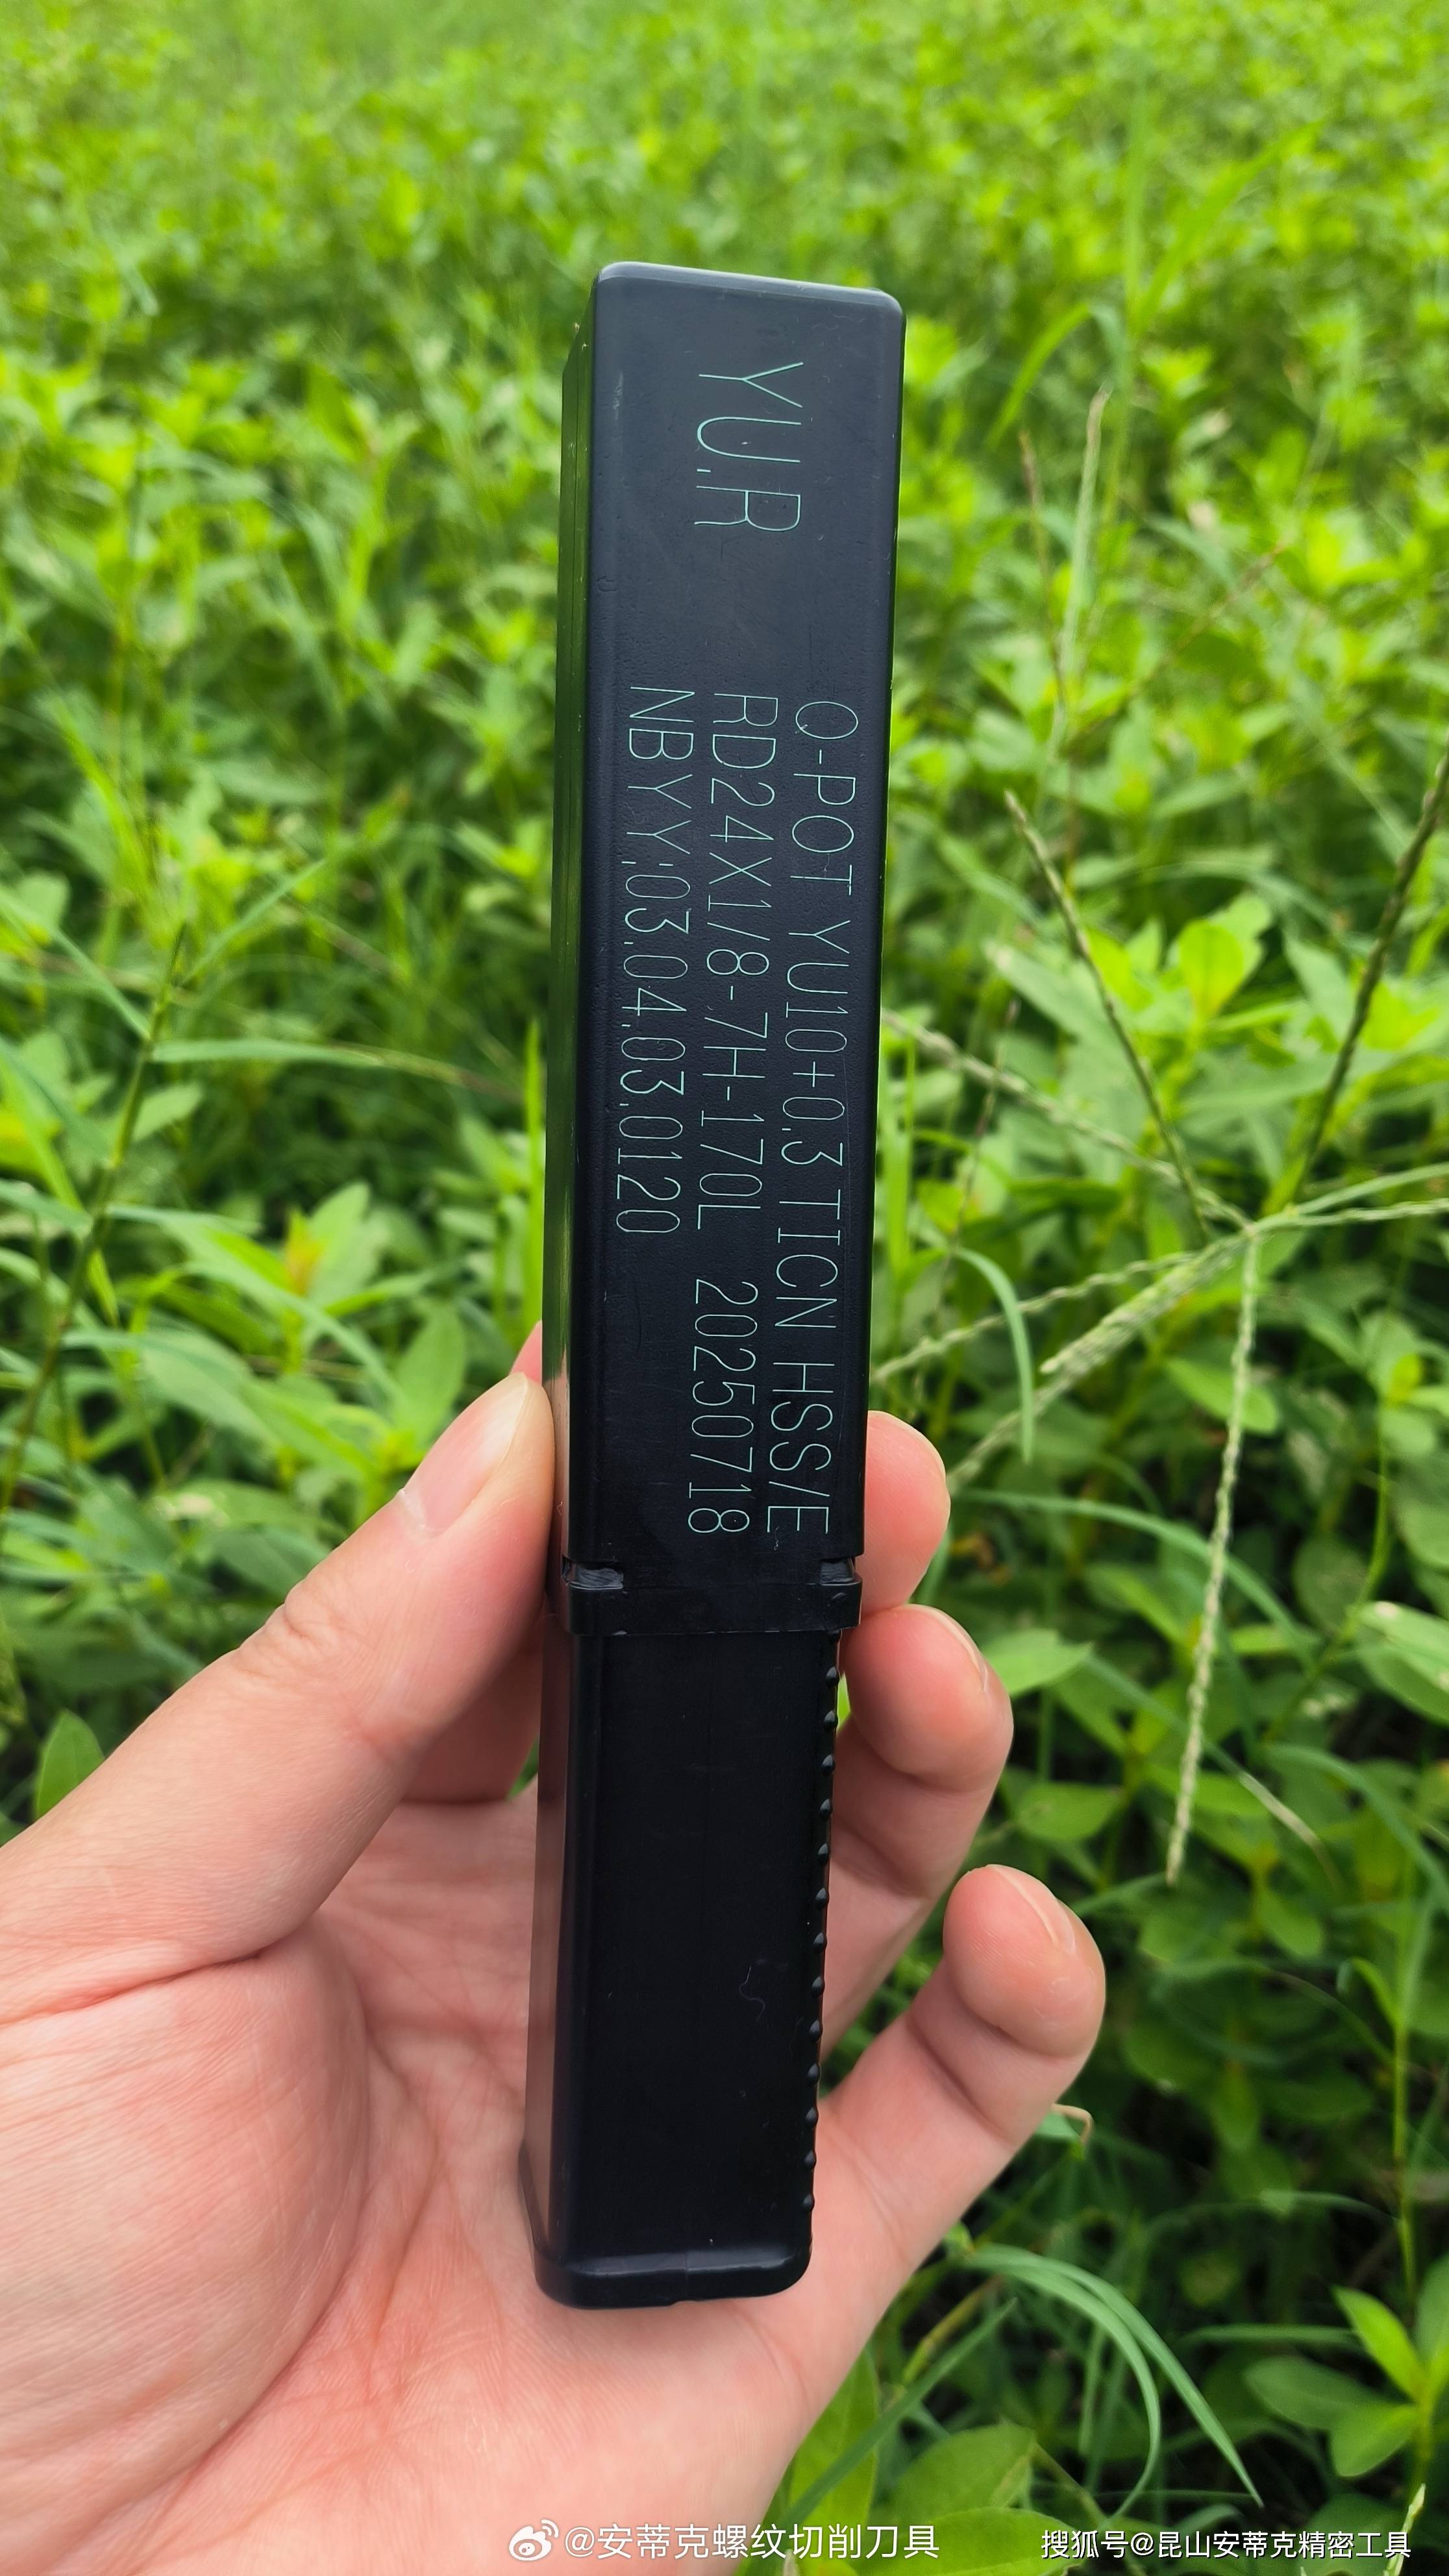 YU.R
O-POT YU10+0.3 TICN HSS/E
RD24X1/8-7H-170L 20250718
NBYY:03.04.03.0120
@安蒂克螺纹切削刀具
搜狐号@昆山安蒂克精密工具